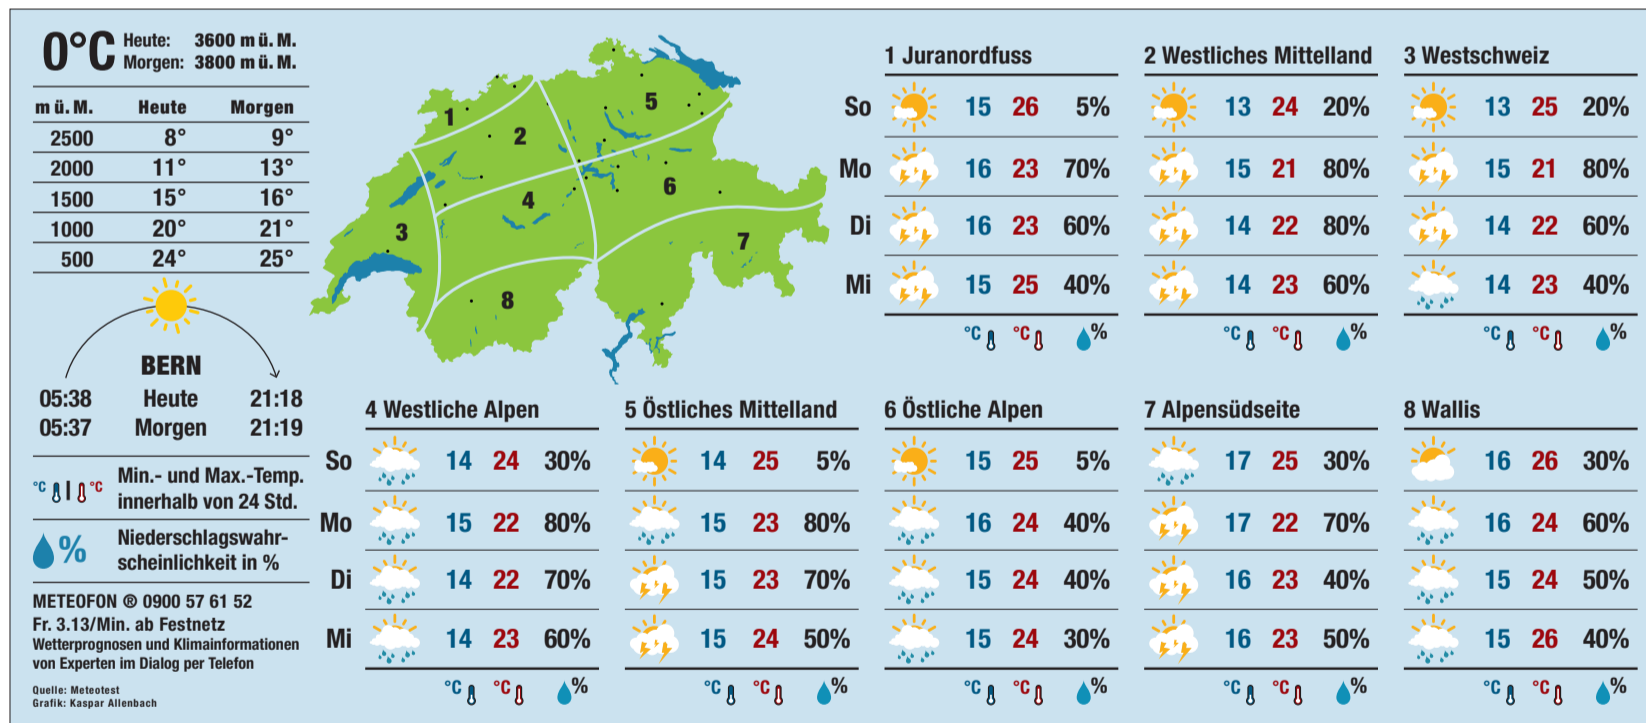 0°C
Heute: 3600 m ü. M.
Morgen: 3800 m ü. M.
m ü. M. Heute Morgen
2500 8° 9°
2000 11° 13°
1500 15° 16°
1000 20° 21°
500 24° 25°
BERN
05:38 Heute 21:18
05:37 Morgen 21:19
°C | °C
Min.- und Max.-Temp.
innerhalb von 24 Std.
%
Niederschlagswahr-
scheinlichkeit in %
METEOFON ® 0900 57 61 52
Fr. 3.13/Min. ab Festnetz
Wetterprognosen und Klimainformationen
von Experten im Dialog per Telefon
Quelle: Meteotest
Grafik: Kaspar Allenbach
1
2
3
4
5
6
7
8
1 Juranordfuss
So 15 26 5%
Mo 16 23 70%
Di 16 23 60%
Mi 15 25 40%
°C °C %
2 Westliches Mittelland
13 24 20%
15 21 80%
14 22 80%
14 23 60%
°C °C %
3 Westschweiz
13 25 20%
15 21 80%
14 22 60%
14 23 40%
°C °C %
4 Westliche Alpen
So 14 24 30%
Mo 15 22 80%
Di 14 22 70%
Mi 14 23 60%
°C °C %
5 Östliches Mittelland
14 25 5%
15 23 80%
15 23 70%
15 24 50%
°C °C %
6 Östliche Alpen
15 25 5%
16 24 40%
15 24 40%
15 24 30%
°C °C %
7 Alpensüdseite
17 25 30%
17 22 70%
16 23 40%
16 23 50%
°C °C %
8 Wallis
16 26 30%
16 24 60%
15 24 50%
15 26 40%
°C °C %